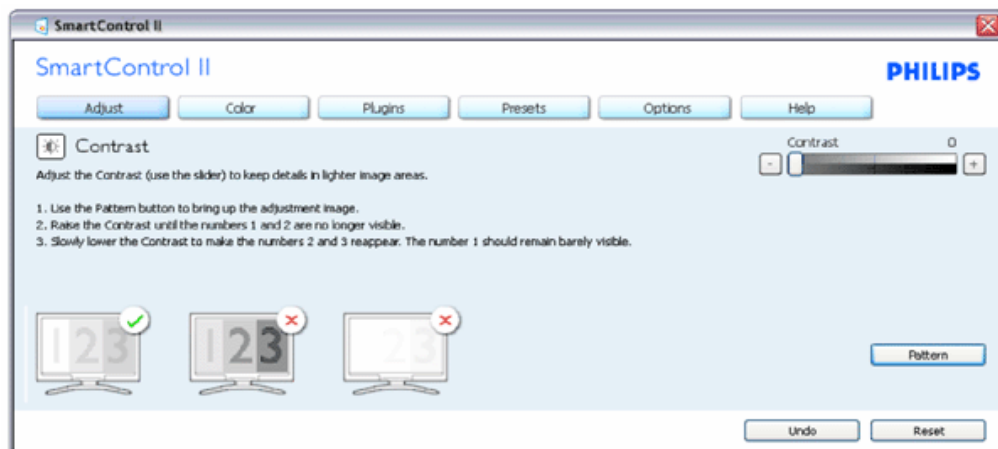 SmartControl II
SmartControl II
PHILIPS
Adjust Color Plugins Presets Options Help
Contrast
Contrast 0
Adjust the Contrast (use the slider) to keep details in lighter image areas.
- +
1. Use the Pattern button to bring up the adjustment image.
2. Raise the Contrast until the numbers 1 and 2 are no longer visible.
3. Slowly lower the Contrast to make the numbers 2 and 3 reappear. The number 1 should remain barely visible.
123 123 23
Pattern
Undo Reset